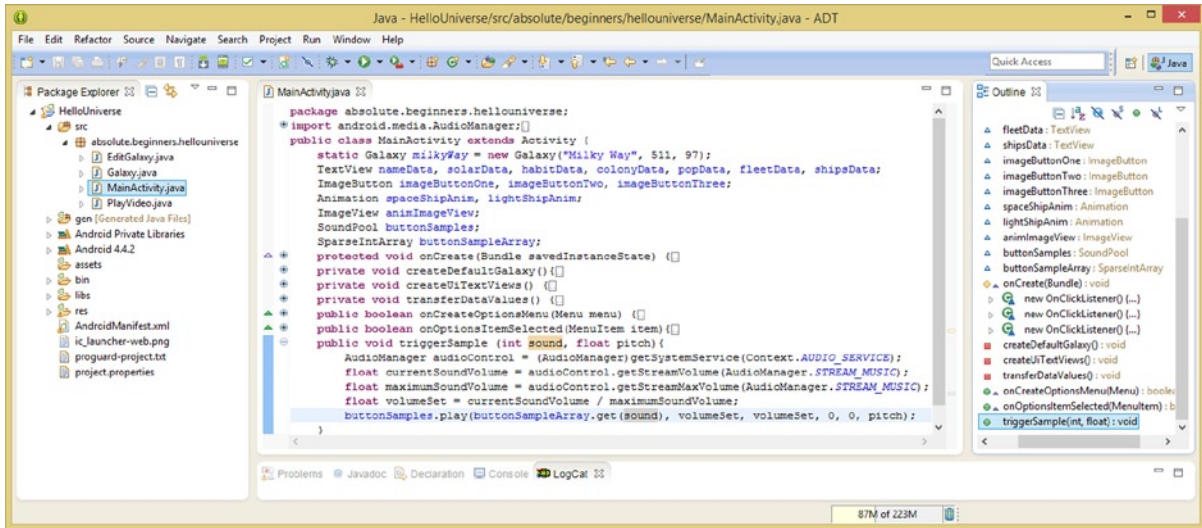 Java - HelloUniverse/src/absolute/beginners/hellouniverse/MainActivity.java - ADT
File Edit Refactor Source Navigate Search Project Run Window Help
Quick Access
Java
Package Explorer
HelloUniverse
src
absolute.beginners.hellouniverse
EditGalaxy.java
Galaxy.java
MainActivity.java
PlayVideo.java
gen [Generated Java Files]
Android Private Libraries
Android 4.4.2
assets
bin
libs
res
AndroidManifest.xml
ic_launcher-web.png
proguard-project.txt
project.properties
MainActivity.java
package absolute.beginners.hellouniverse;
import android.media.AudioManager;
public class MainActivity extends Activity {
static Galaxy milkyWay = new Galaxy("Milky Way", 511, 97);
TextView nameData, solarData, habitData, colonyData, popData, fleetData, shipsData;
ImageButton imageButtonOne, imageButtonTwo, imageButtonThree;
Animation spaceShipAnim, lightShipAnim;
ImageView animImageView;
SoundPool buttonSamples;
SparseIntArray buttonSampleArray;
protected void onCreate(Bundle savedInstanceState) {
private void createDefaultGalaxy(){
private void createUiTextViews() {
private void transferDataValues() {
public boolean onCreateOptionsMenu(Menu menu) {
public boolean onOptionsItemSelected(MenuItem item){
public void triggerSample (int sound, float pitch){
AudioManager audioControl = (AudioManager)getSystemService(Context.AUDIO_SERVICE);
float currentSoundVolume = audioControl.getStreamVolume(AudioManager.STREAM_MUSIC);
float maximumSoundVolume = audioControl.getStreamMaxVolume(AudioManager.STREAM_MUSIC);
float volumeSet = currentSoundVolume / maximumSoundVolume;
buttonSamples.play(buttonSampleArray.get(sound), volumeSet, volumeSet, 0, 0, pitch);
}
Outline
fleetData : TextView
shipsData : TextView
imageButtonOne : ImageButton
imageButtonTwo : ImageButton
imageButtonThree : ImageButton
spaceShipAnim : Animation
lightShipAnim : Animation
animImageView : ImageView
buttonSamples : SoundPool
buttonSampleArray : SparseIntArray
onCreate(Bundle) : void
new OnClickListener() {...}
new OnClickListener() {...}
new OnClickListener() {...}
createDefaultGalaxy() : void
createUiTextViews() : void
transferDataValues() : void
onCreateOptionsMenu(Menu) : boolea
onOptionsItemSelected(MenuItem) : b
triggerSample(int, float) : void
Problems Javadoc Declaration Console LogCat
87M of 223M